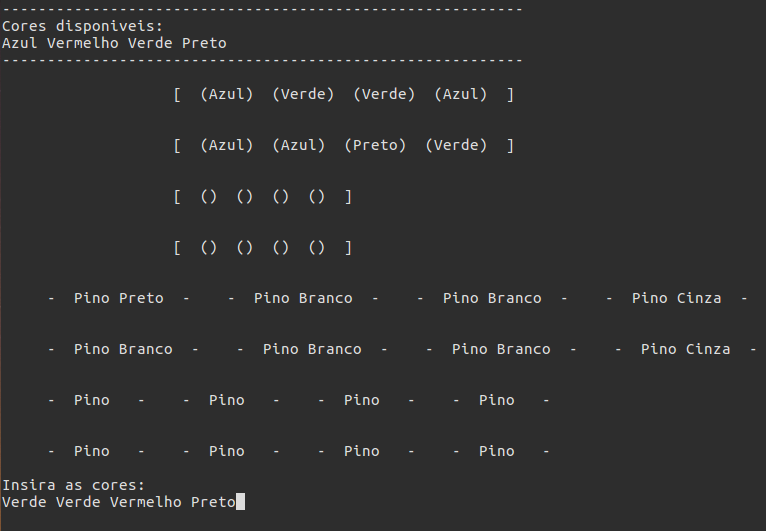 ----------------------------------------------------------
Cores disponiveis:
Azul Vermelho Verde Preto
----------------------------------------------------------
[ (Azul) (Verde) (Verde) (Azul) ]
[ (Azul) (Azul) (Preto) (Verde) ]
[ () () () () ]
[ () () () () ]
- Pino Preto - - Pino Branco - - Pino Branco - - Pino Cinza -
- Pino Branco - - Pino Branco - - Pino Branco - - Pino Cinza -
- Pino - - Pino - - Pino - - Pino -
- Pino - - Pino - - Pino - - Pino -
Insira as cores:
Verde Verde Vermelho Preto